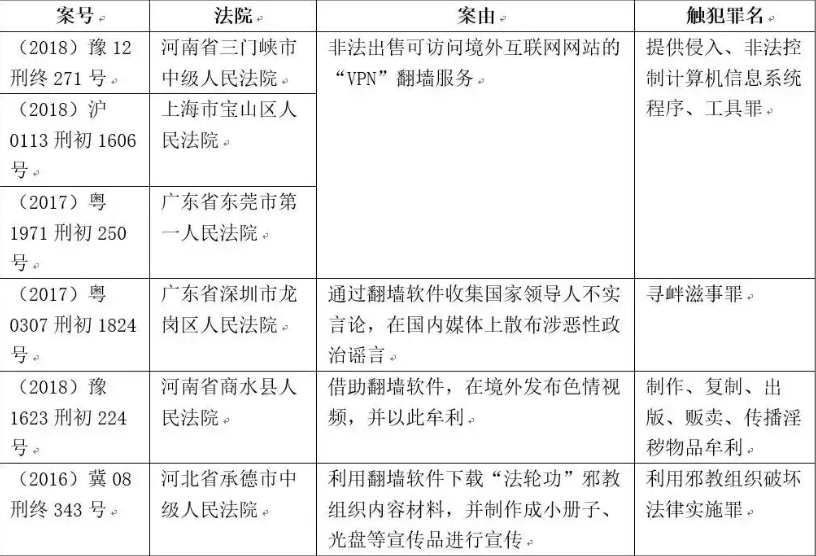 案号
法院
案由
触犯罪名
（2018）豫 12
刑终 271 号
河南省三门峡市
中级人民法院
非法出售可访问境外互联网网站的
“VPN”翻墙服务
提供侵入、非法控
制计算机信息系统
程序、工具罪
（2018）沪
0113 刑初 1606
号
上海市宝山区人
民法院
（2017）粤
1971 刑初 250
号
广东省东莞市第
一人民法院
（2017）粤
0307 刑初 1824
号
广东省深圳市龙
岗区人民法院
通过翻墙软件收集国家领导人不实
言论，在国内媒体上散布涉恶性政
治谣言
寻衅滋事罪
（2018）豫
1623 刑初 224
号
河南省商水县人
民法院
借助翻墙软件，在境外发布色情视
频，并以此牟利
制作、复制、出
版、贩卖、传播淫
秽物品牟利
（2016）冀 08
刑终 343 号
河北省承德市中
级人民法院
利用翻墙软件下载“法轮功”邪教
组织内容材料，并制作成小册子、
光盘等宣传品进行宣传
利用邪教组织破坏
法律实施罪